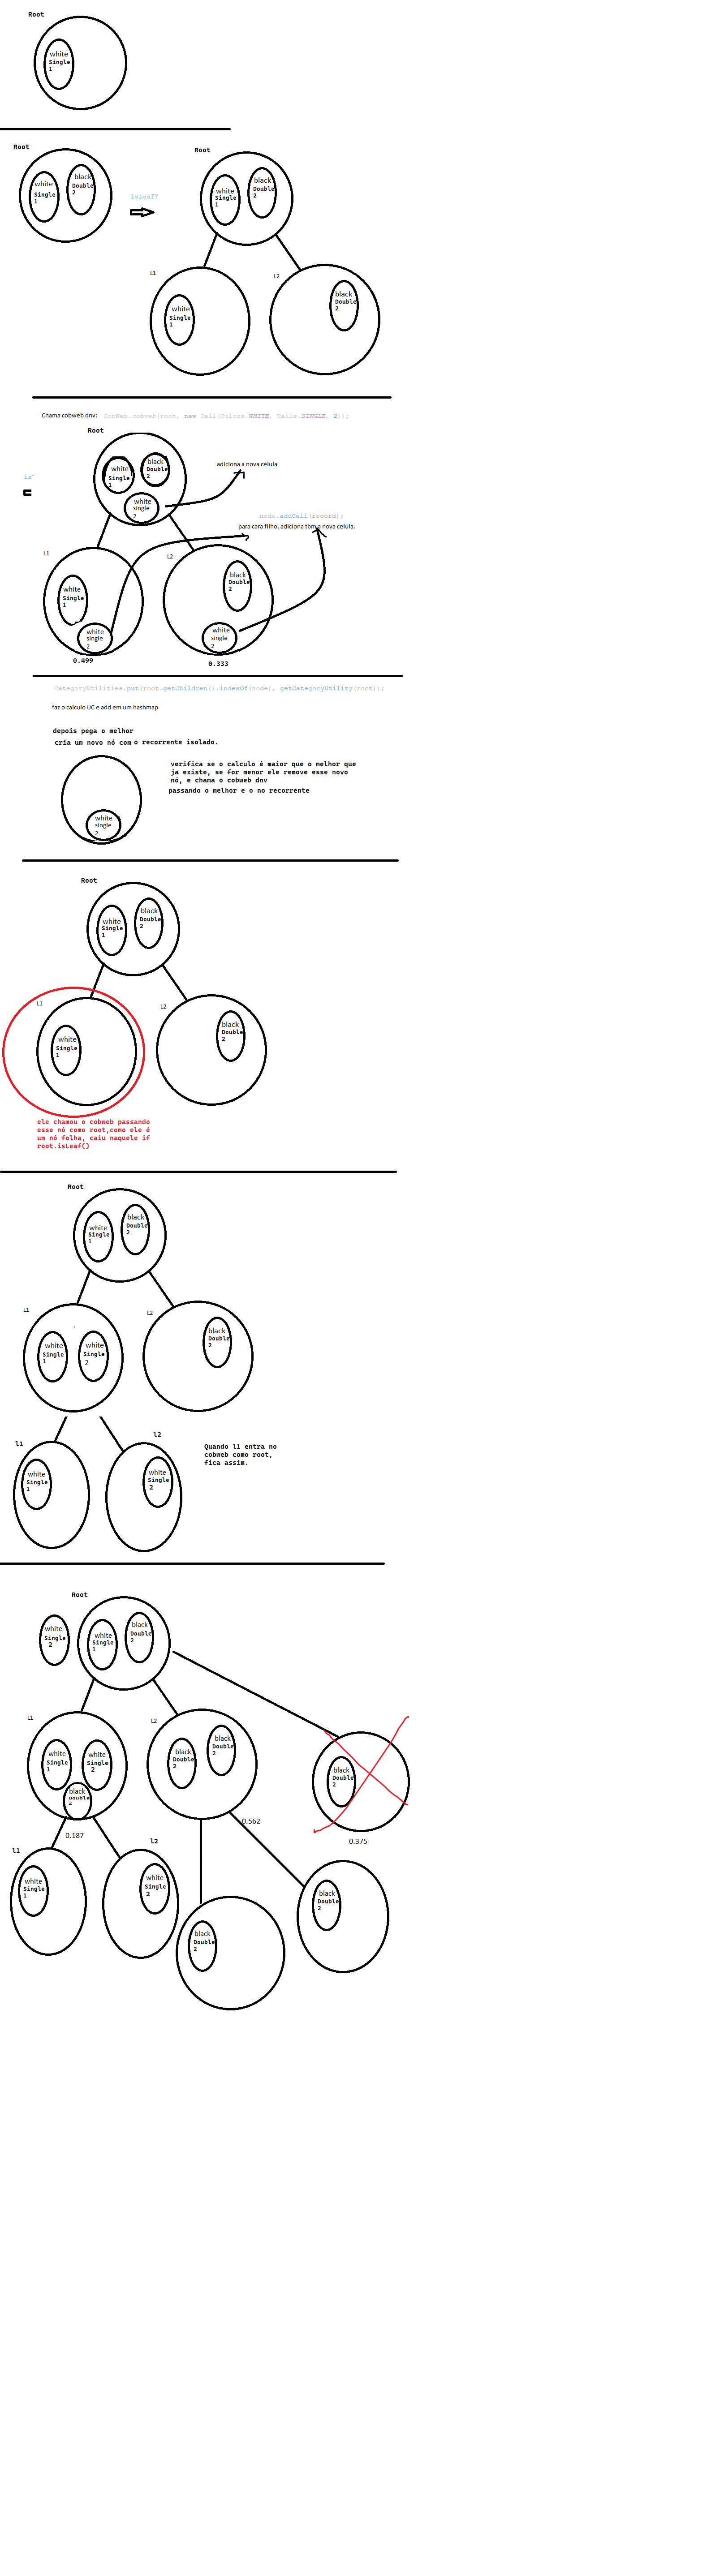 Root
white
Single
1
Root
white
Single
1
black
Double
2
isLeaf?
Root
white
Single
1
black
Double
2
L1
white
Single
1
L2
black
Double
2
Chama cobweb dnv: CobWeb.cobweb(root, new Cell(Colors.WHITE, Tails.SINGLE, 2));
Root
white
Single
1
black
Double
2
white
single
2
adiciona a nova celula
is'
node.addCell(record);
para cara filho, adiciona tbm a nova celula.
L1
white
Single
1
white
single
2
0.499
L2
black
Double
2
white
single
2
0.333
CategoryUtilities.put(root.getChildren().indexOf(node), getCategoryUtility(root));
faz o calculo UC e add em um hashmap
depois pega o melhor
cria um novo nó com o recorrente isolado.
white
single
2
verifica se o calculo é maior que o melhor que
ja existe, se for menor ele remove esse novo
nó, e chama o cobweb dnv
passando o melhor e o no recorrente
Root
white
Single
1
black
Double
2
L1
white
Single
1
L2
black
Double
2
ele chamou o cobweb passando
esse nó como root,como ele é
um nó folha, caiu naquele if
root.isLeaf()
Root
white
Single
1
black
Double
2
L1
white
Single
1
white
Single
2
L2
black
Double
2
l1
white
Single
1
l2
white
Single
2
Quando l1 entra no
cobweb como root,
fica assim.
Root
white
Single
2
white
Single
1
black
Double
2
L1
white
Single
1
white
Single
2
black
Double
2
0.187
L2
black
Double
2
black
Double
2
0.562
black
Double
2
0.375
l1
white
Single
1
l2
white
Single
2
black
Double
2
black
Double
2